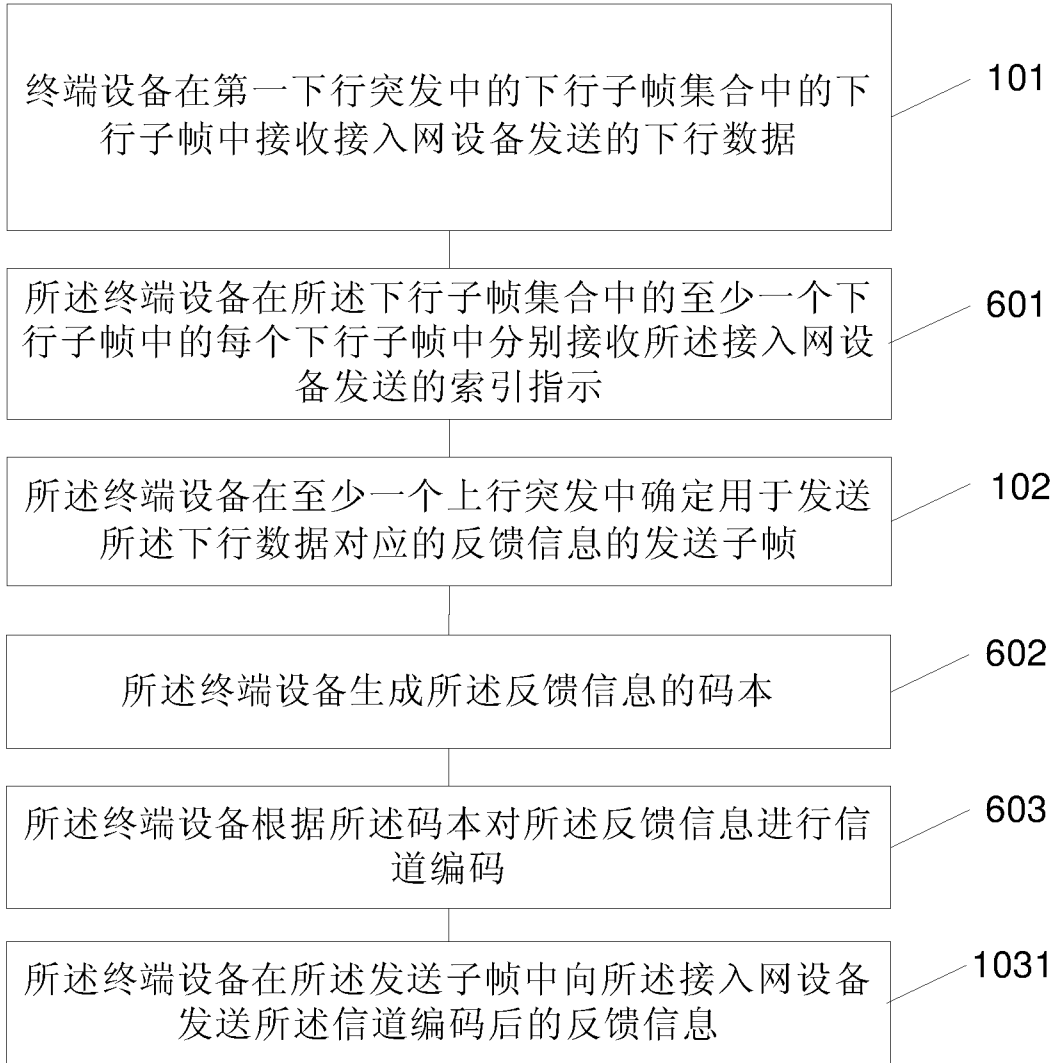 终端设备在第一下行突发中的下行子帧集合中的下
行子帧中接收接入网设备发送的下行数据
101
所述终端设备在所述下行子帧集合中的至少一个下
行子帧中的每个下行子帧中分别接收所述接入网设
备发送的索引指示
601
所述终端设备在至少一个上行突发中确定用于发送
所述下行数据对应的反馈信息的发送子帧
102
所述终端设备生成所述反馈信息的码本
602
所述终端设备根据所述码本对所述反馈信息进行信
道编码
603
所述终端设备在所述发送子帧中向所述接入网设备
发送所述信道编码后的反馈信息
1031